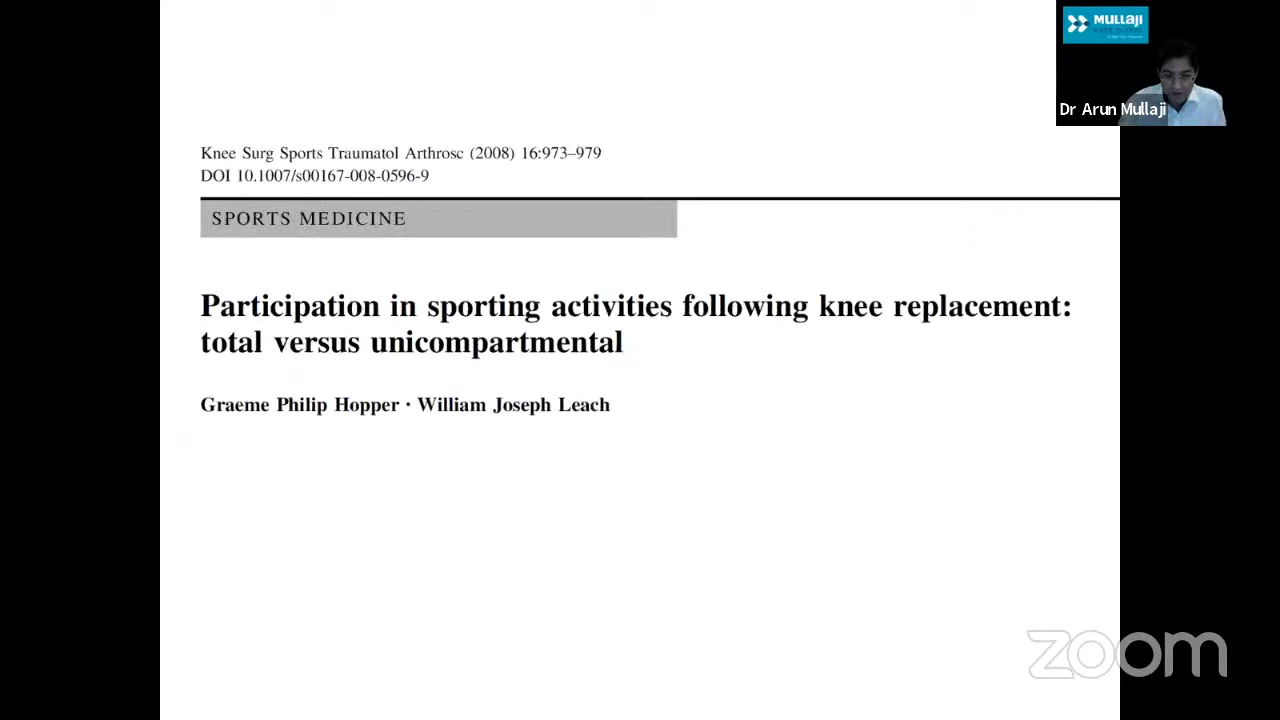 MULLAJI
Dr Arun Mullaji
Knee Surg Sports Traumatol Arthrosc (2008) 16:973–979
DOI 10.1007/s00167-008-0596-9
SPORTS MEDICINE
Participation in sporting activities following knee replacement:
total versus unicompartmental
Graeme Philip Hopper · William Joseph Leach
zoom